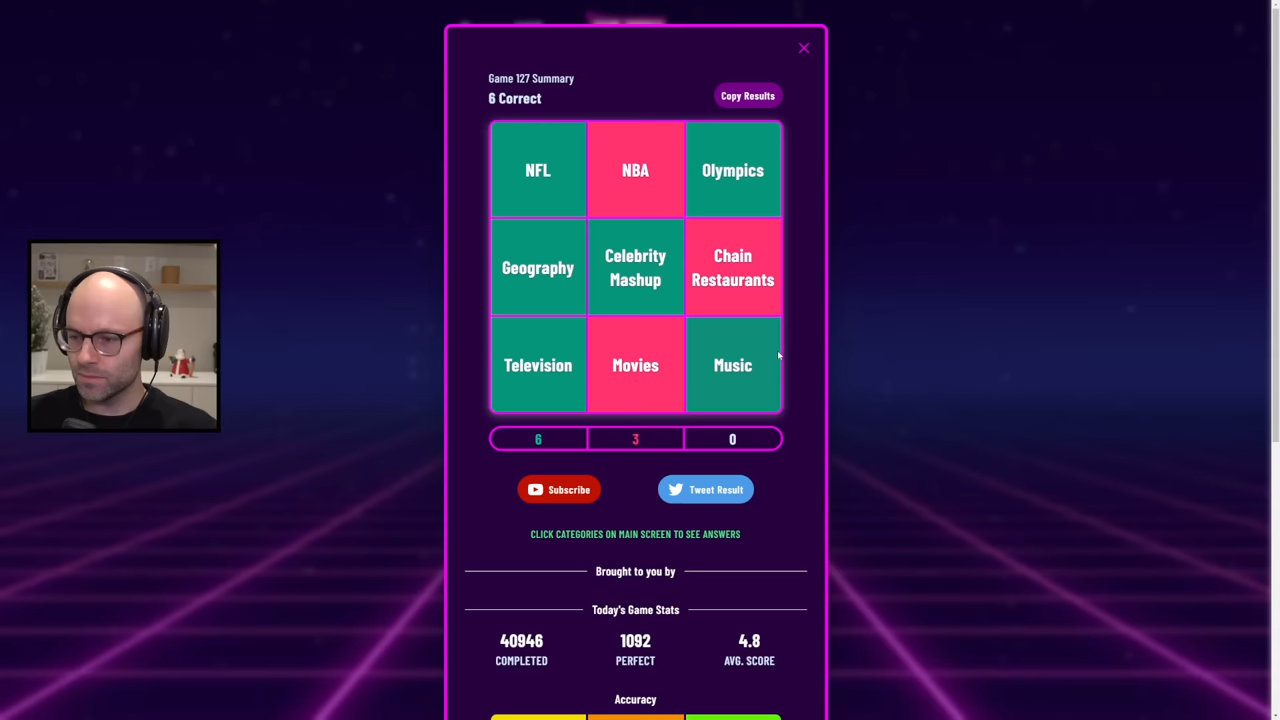 Game 127 Summary
6 Correct
Copy Results
NFL
NBA
Olympics
Geography
Celebrity
Mashup
Chain
Restaurants
Television
Movies
Music
6
3
0
Subscribe
Tweet Result
CLICK CATEGORIES ON MAIN SCREEN TO SEE ANSWERS
Brought to you by
Today's Game Stats
40946
1092
4.8
COMPLETED
PERFECT
AVG. SCORE
Accuracy